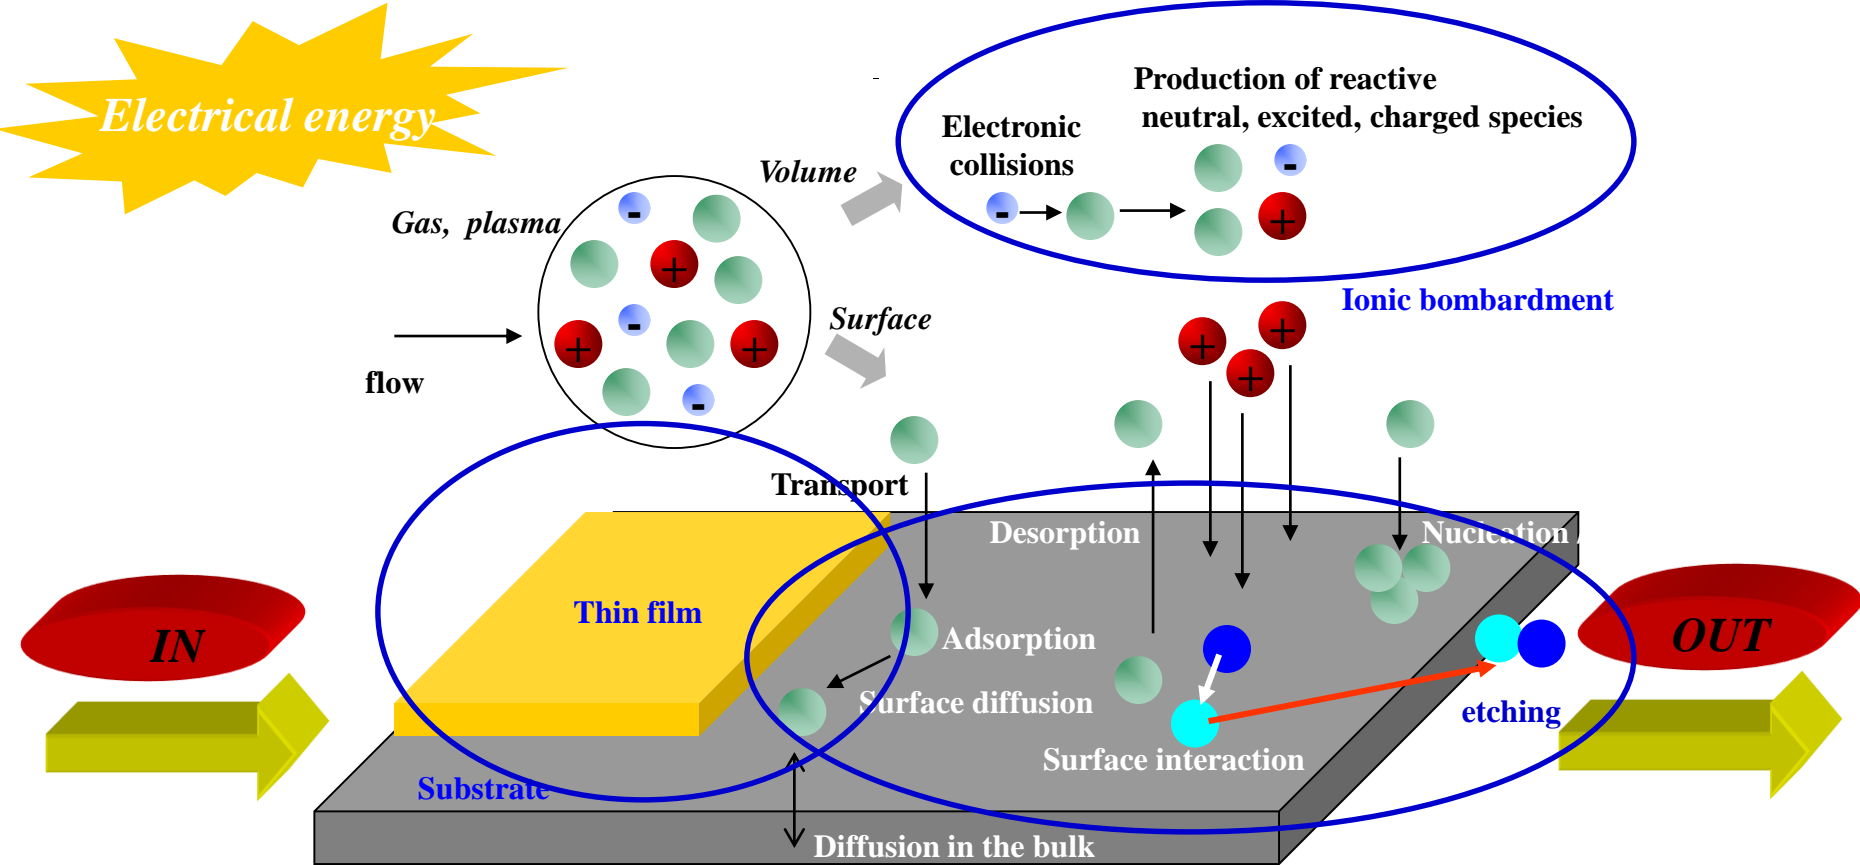 Electrical energy
Production of reactive
neutral, excited, charged species
Electronic
collisions
-
+
Volume
Gas, plasma
-
+
-
+
+
-
flow
Surface
Ionic bombardment
+
+
+
Transport
Desorption
Nucleation
Thin film
Adsorption
IN
OUT
Surface diffusion
etching
Surface interaction
Substrate
Diffusion in the bulk